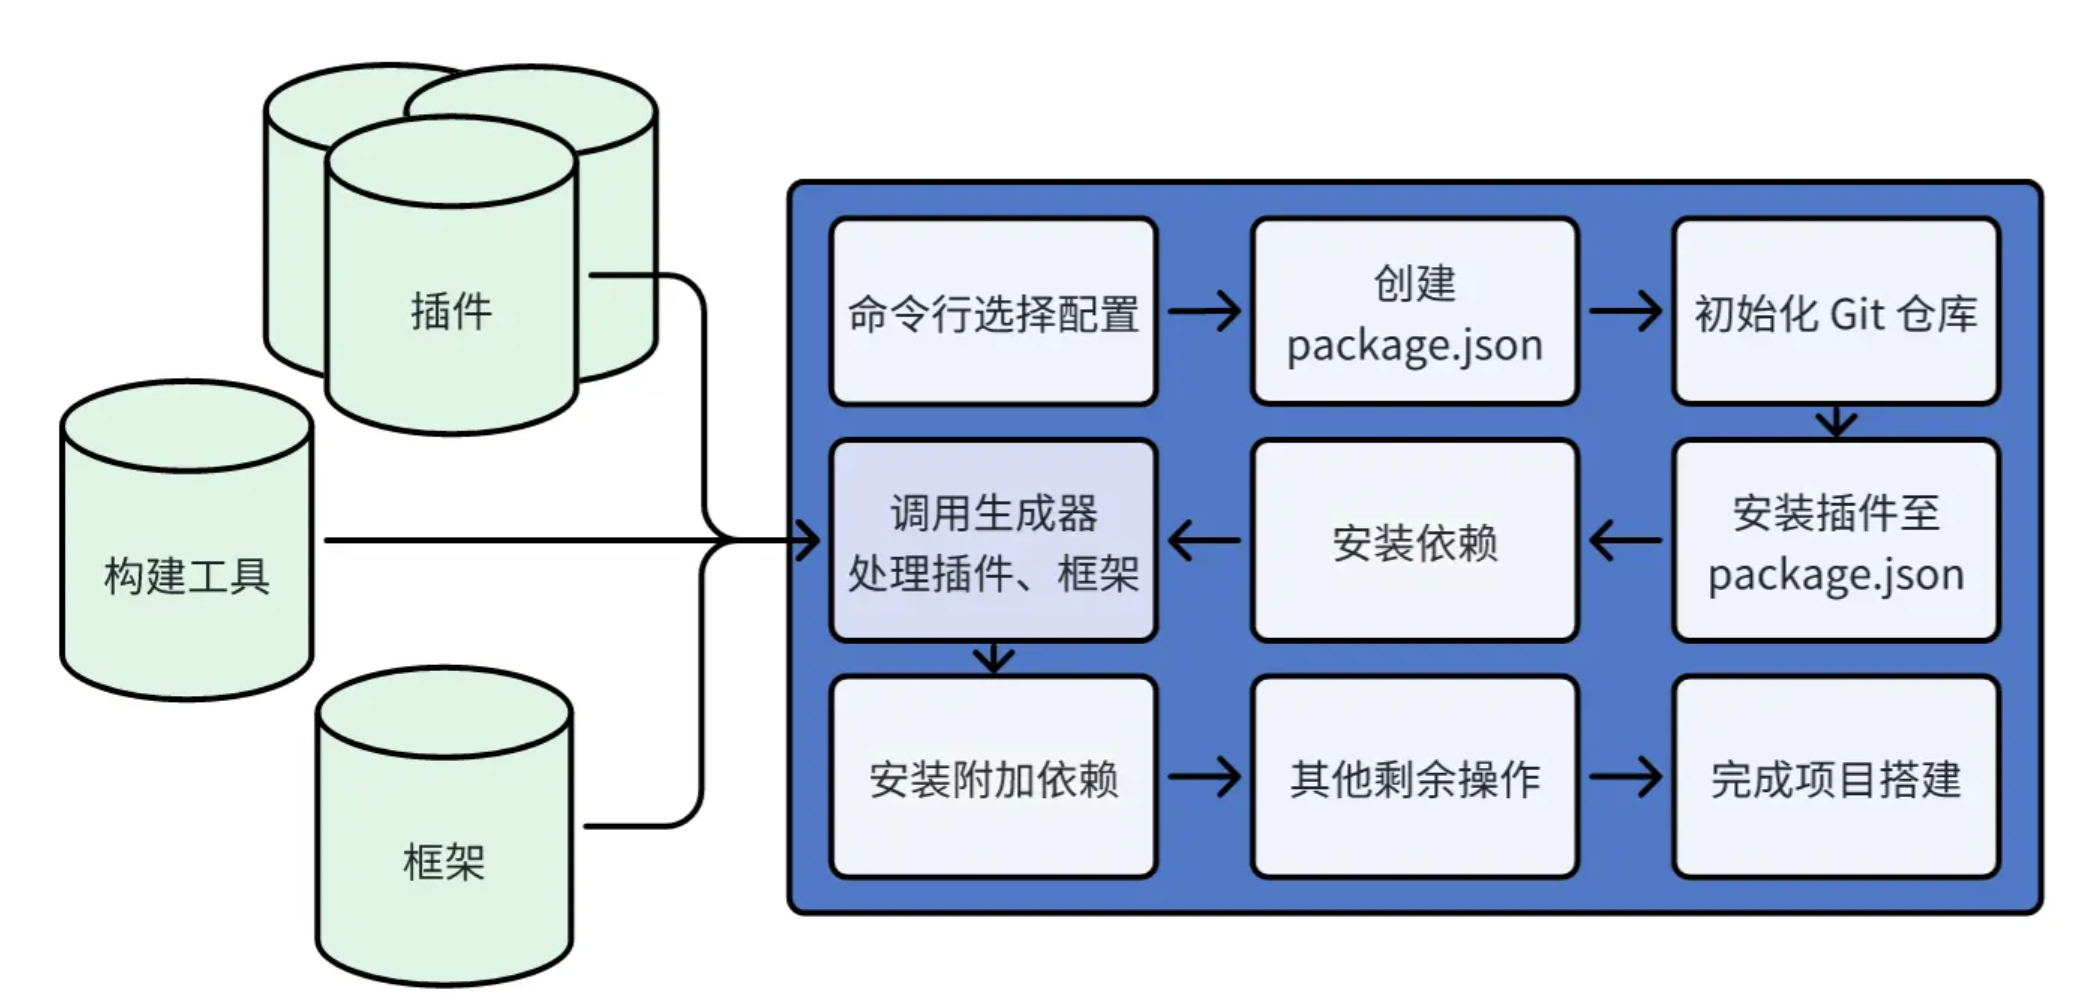 插件
构建工具
框架
命令行选择配置
创建
package.json
初始化 Git 仓库
安装插件至
package.json
安装依赖
调用生成器
处理插件、框架
安装附加依赖
其他剩余操作
完成项目搭建